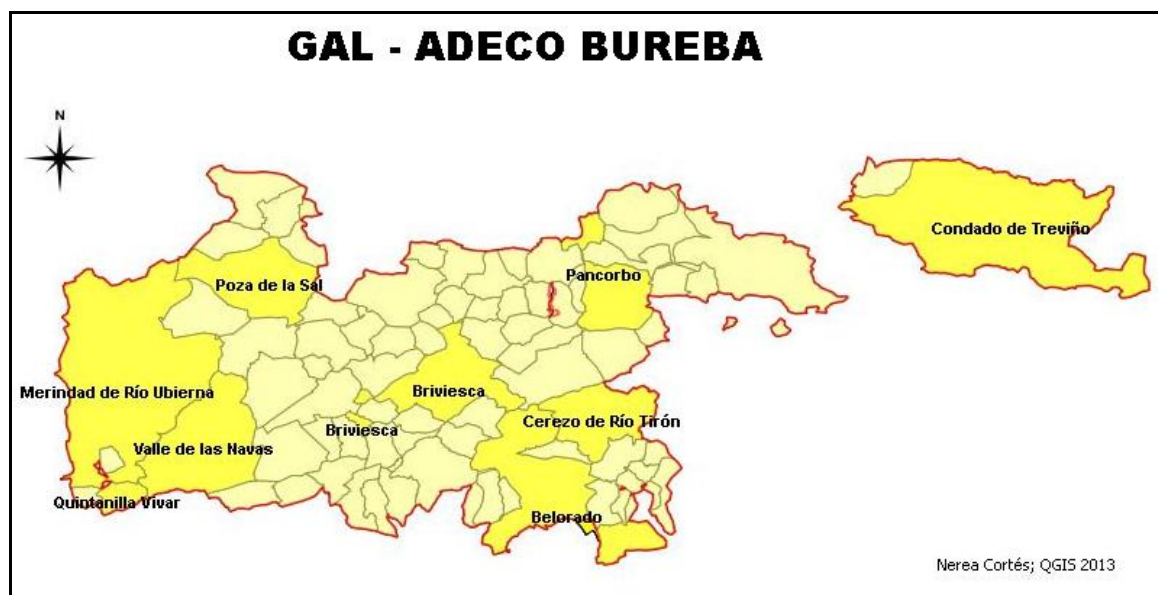 GAL - ADECO BUREBA
N
Condado de Treviño
Pancorbo
Poza de la Sal
Merindad de Río Ubierna
Briviesca
Cerezo de Río Tirón
Briviesca
Valle de las Navas
Quintanilla Vivar
Belorado
Nerea Cortés; QGIS 2013